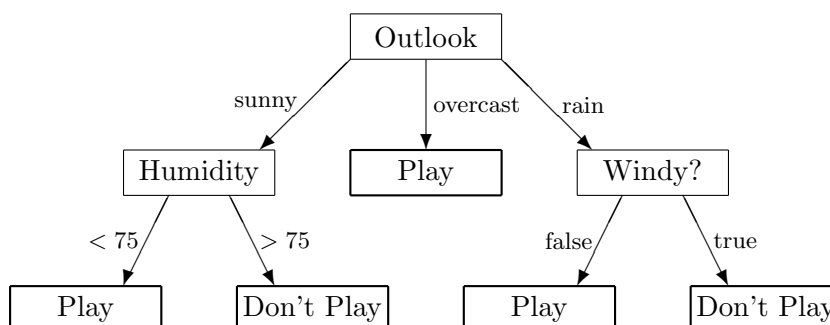 Outlook
sunny
overcast
rain
Humidity
Play
Windy?
< 75
> 75
false
true
Play
Don't Play
Play
Don't Play